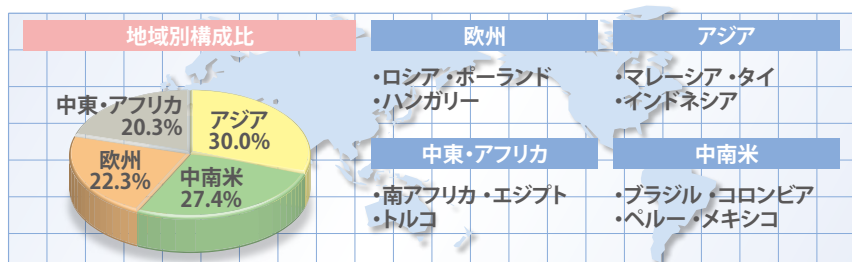 地域別構成比
中東・アフリカ
20.3%
アジア
30.0%
欧州
22.3%
中南米
27.4%
欧州
・ロシア ・ポーランド
・ハンガリー
アジア
・マレーシア ・タイ
・インドネシア
中東・アフリカ
・南アフリカ ・エジプト
・トルコ
中南米
・ブラジル ・コロンビア
・ペルー ・メキシコ